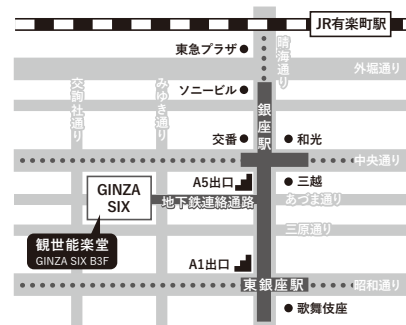 JR有楽町駅
東急プラザ
晴海通り
外堀通り
ソニービル
交詢社通り
みゆき通り
銀座駅
交番
和光
中央通り
A5出口
三越
GINZA
SIX
地下鉄連絡通路
あづま通り
観世能楽堂
GINZA SIX B3F
三原通り
A1出口
東銀座駅
昭和通り
歌舞伎座